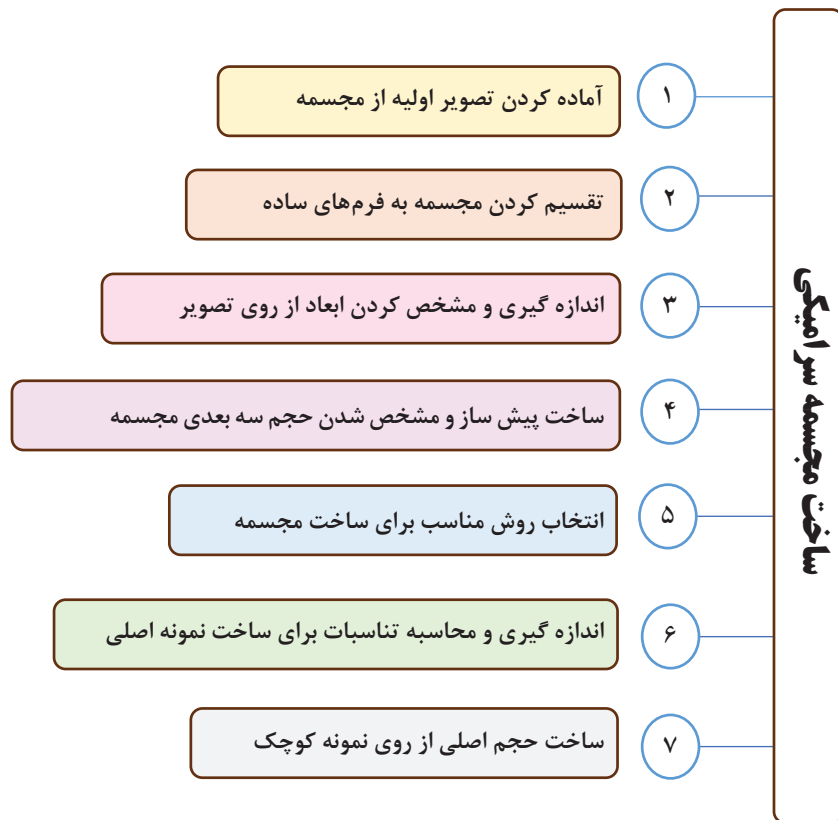 ساخت مجسمه سرامیکی
۱ آماده کردن تصویر اولیه از مجسمه
۲ تقسیم کردن مجسمه به فرم‌های ساده
۳ اندازه گیری و مشخص کردن ابعاد از روی تصویر
۴ ساخت پیش ساز و مشخص شدن حجم سه بعدی مجسمه
۵ انتخاب روش مناسب برای ساخت مجسمه
۶ اندازه گیری و محاسبه تناسبات برای ساخت نمونه اصلی
۷ ساخت حجم اصلی از روی نمونه کوچک